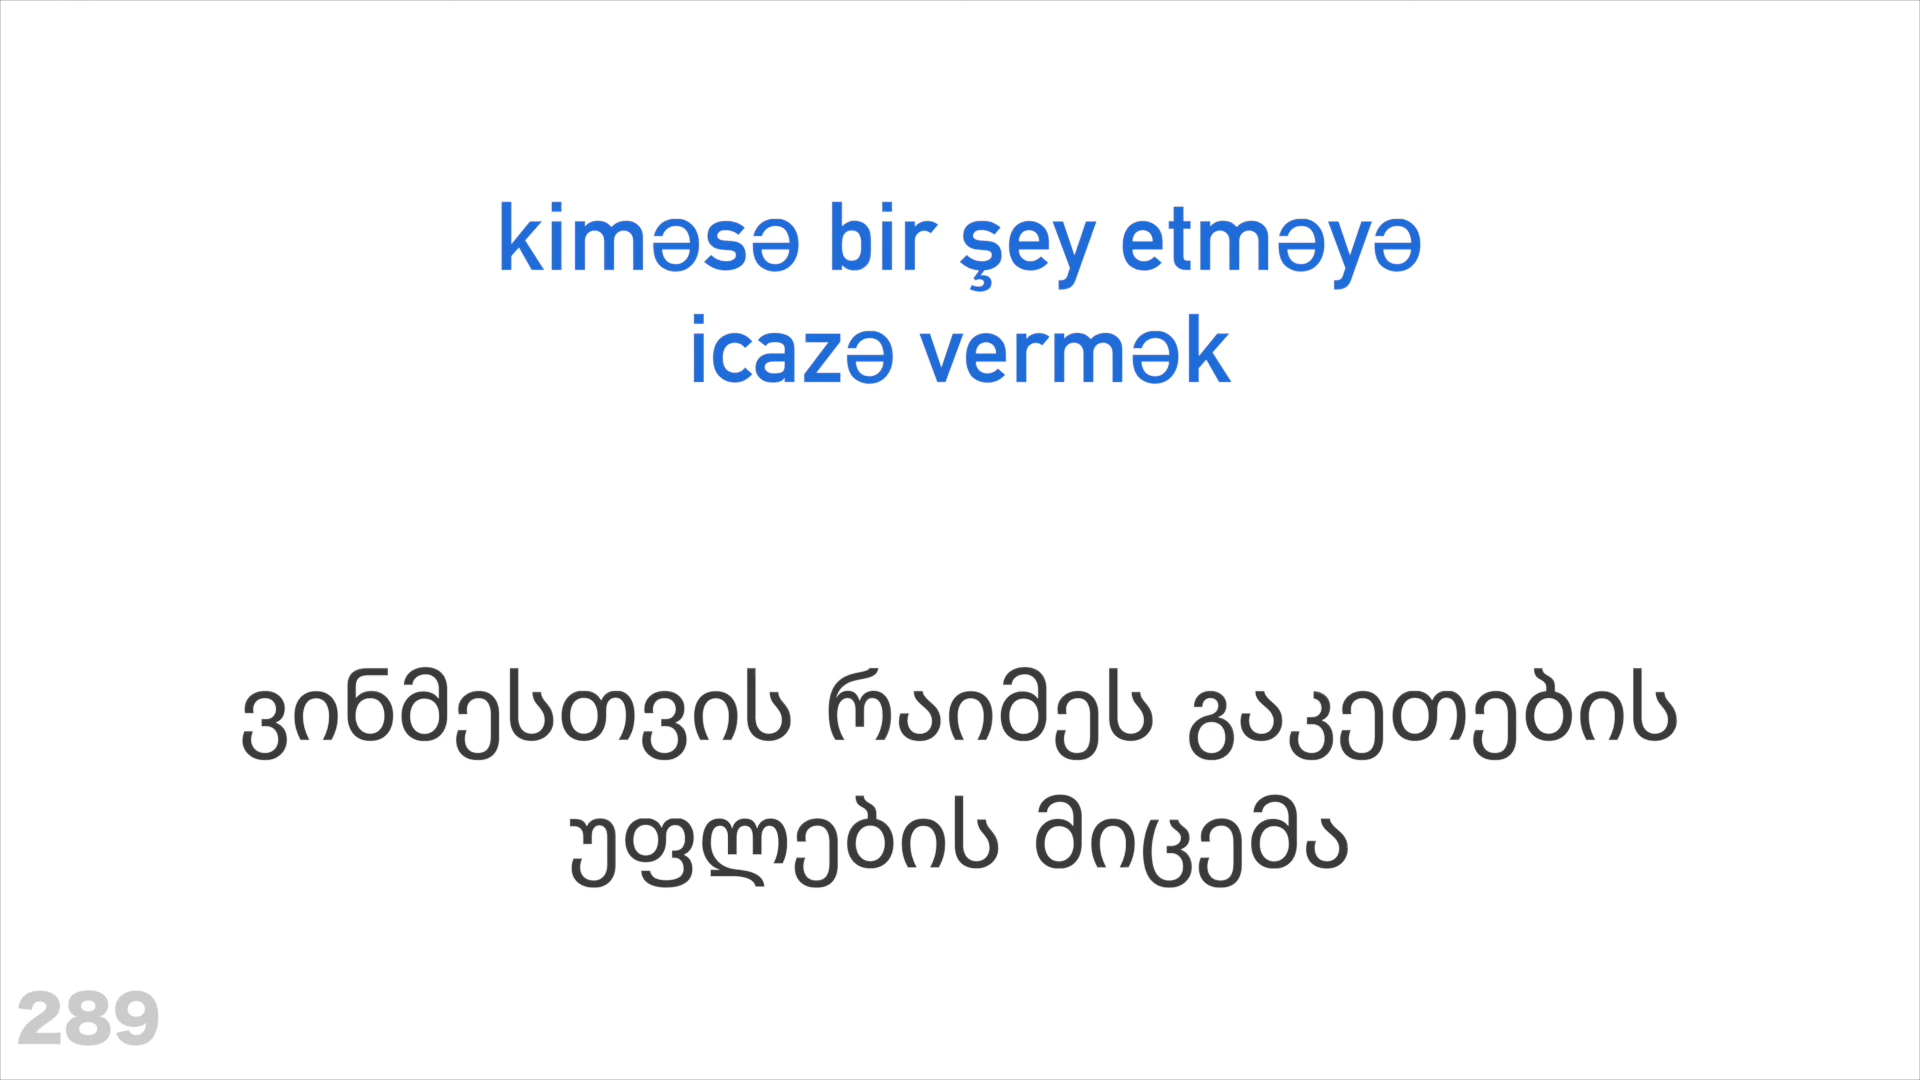 kiməsə bir şey etməyə
icazə vermək
ვინმესთვის რაიმეს გაკეთების
უფლების მიცემა
289